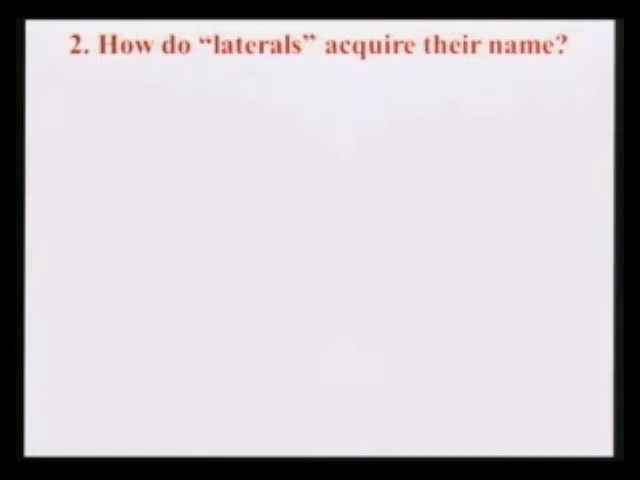 2. How do “laterals” acquire their name?